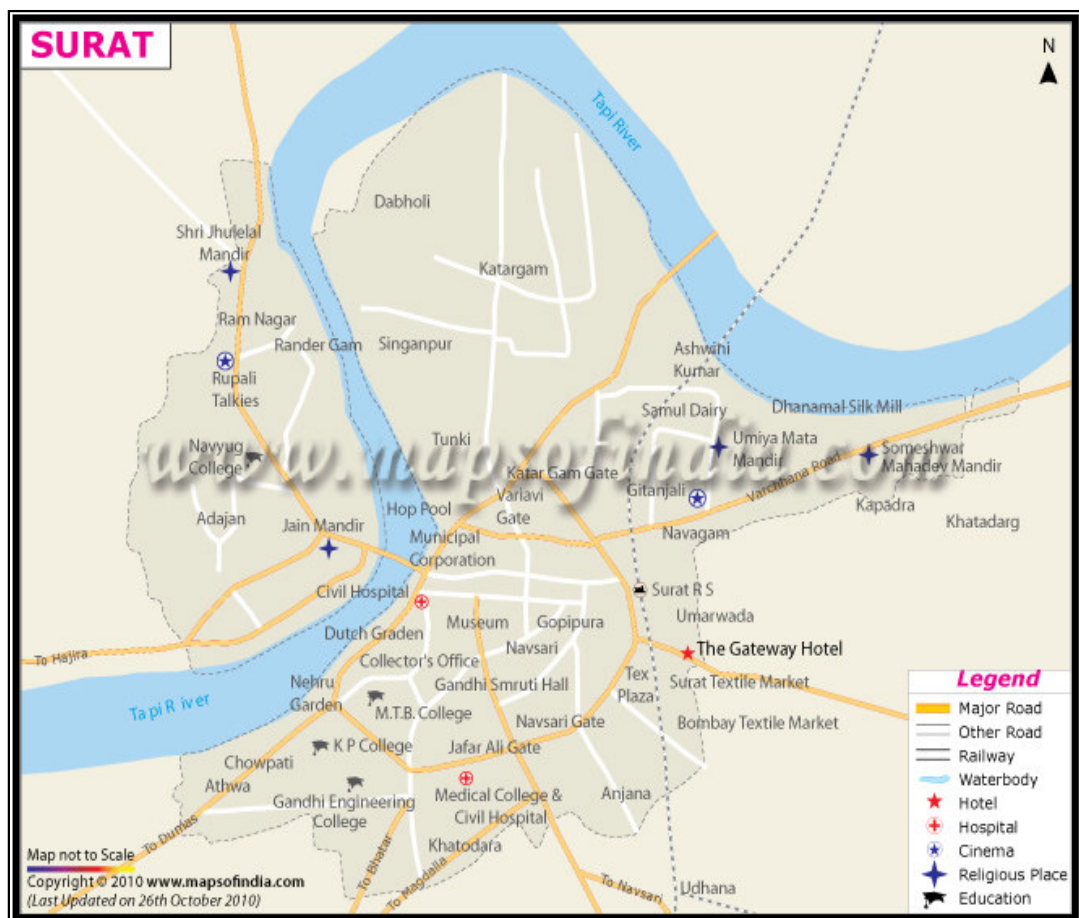 SURAT
N
Tapi River
Dabholi
Shri Jhulelal
Mandir
Katargam
Ram Nagar
Rander Gam
Singanpur
Ashwini
Kumar
Rupali
Talkies
Samul Dairy
Dhanamal Silk Mill
Navyug
College
Tunki
Umiya Mata
Mandir
Someshwar
Mahadev Mandir
www.mapsofindia.com
Katar Gam Gate
Varchhana Road
Gitanjali
Varlavi
Gate
Kapadra
Adajan
Jain Mandir
Hop Pool
Navagam
Khatadarg
Municipal
Corporation
Civil Hospital
Surat R S
Umarwada
Dutch Graden
Museum
Gopipura
Navsari
The Gateway Hotel
To Hajira
Collector's Office
Tex
Plaza
Surat Textile Market
Nehru
Garden
Gandhi Smruti Hall
Tapi River
M.T.B. College
Navsari Gate
Bombay Textile Market
K P College
Jafar Ali Gate
Chowpati
Athwa
Gandhi Engineering
College
Medical College &
Civil Hospital
Anjana
Khatodara
To Dumas
To Bhatar
To Magdalla
To Navsari
Udhana
Legend
Major Road
Other Road
Railway
Waterbody
Hotel
Hospital
Cinema
Religious Place
Education
Map not to Scale
Copyright © 2010 www.mapsofindia.com
(Last Updated on 26th October 2010)